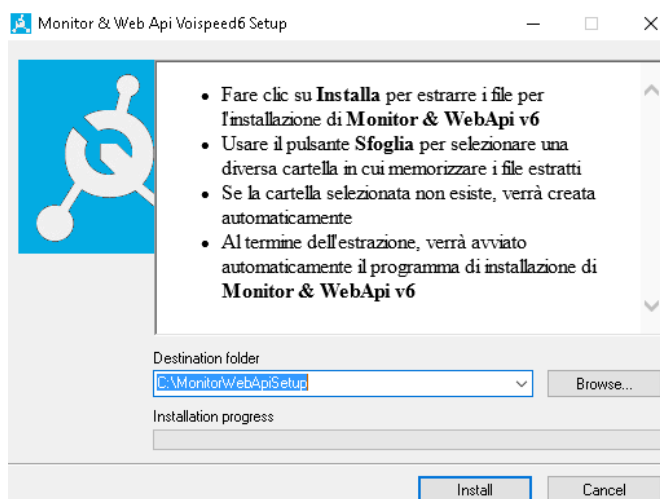 Monitor & Web Api Voispeed6 Setup
• Fare clic su Installa per estrarre i file per
l'installazione di Monitor & WebApi v6
• Usare il pulsante Sfoglia per selezionare una
diversa cartella in cui memorizzare i file estratti
• Se la cartella selezionata non esiste, verrà creata
automaticamente
• Al termine dell'estrazione, verrà avviato
automaticamente il programma di installazione di
Monitor & WebApi v6
Destination folder
C:\MonitorWebApiSetup
Browse...
Installation progress
Install
Cancel